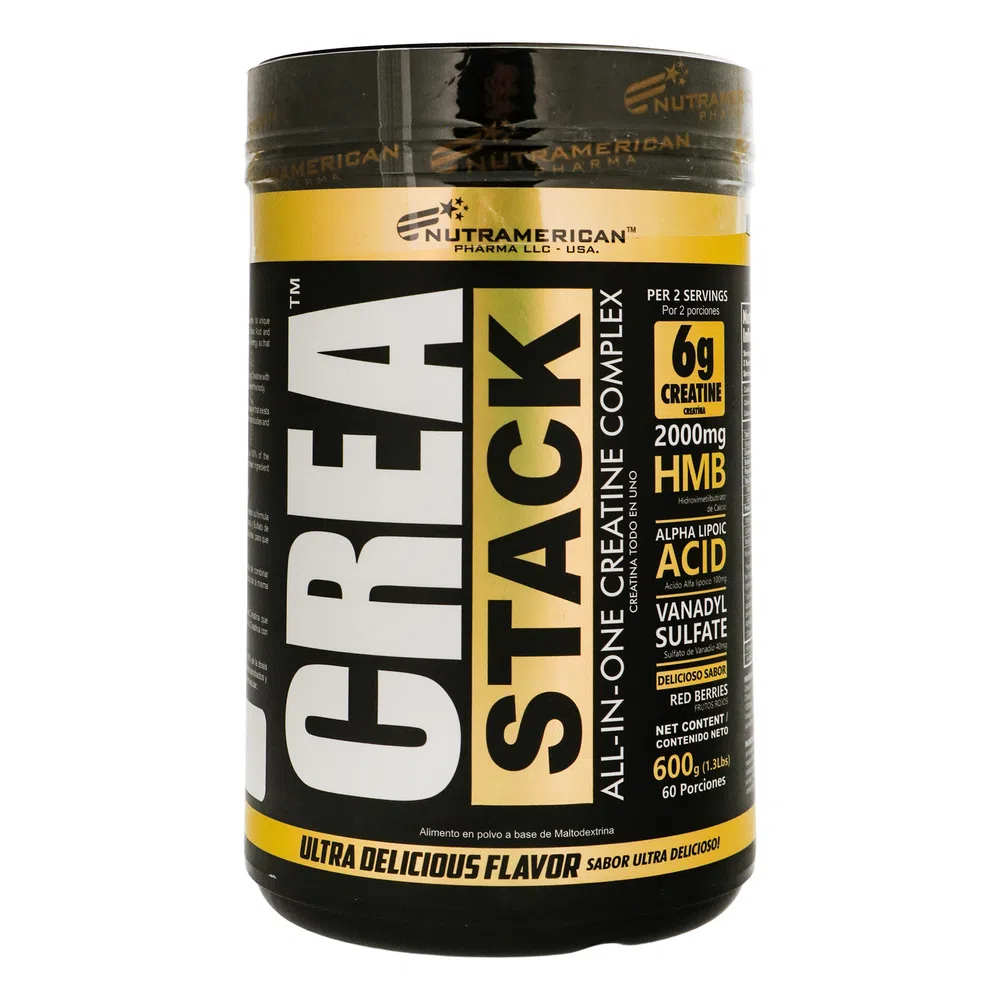 NUTRAMERICAN
PHARMA
NUTRAMERICAN
PHARMA
NUTRAMERICAN™
PHARMA LLC - USA.
CREA™
STACK
ALL-IN-ONE CREATINE COMPLEX
CREATINA TODO EN UNO
PER 2 SERVINGS
Por 2 porciones
6g
CREATINE
CREATINA
2000mg
HMB
Hidroximetilbutirato
de Calcio
ALPHA LIPOIC
ACID
Acido Alfa lipoico 100mg
VANADYL
SULFATE
Sulfato de Vanadio 40mg
DELICIOSO SABOR
RED BERRIES
FRUTOS ROJOS
NET CONTENT /
CONTENIDO NETO
600g (1.3Lbs)
60 Porciones
Alimento en polvo a base de Maltodextrina
ULTRA DELICIOUS FLAVOR SABOR ULTRA DELICIOSO!